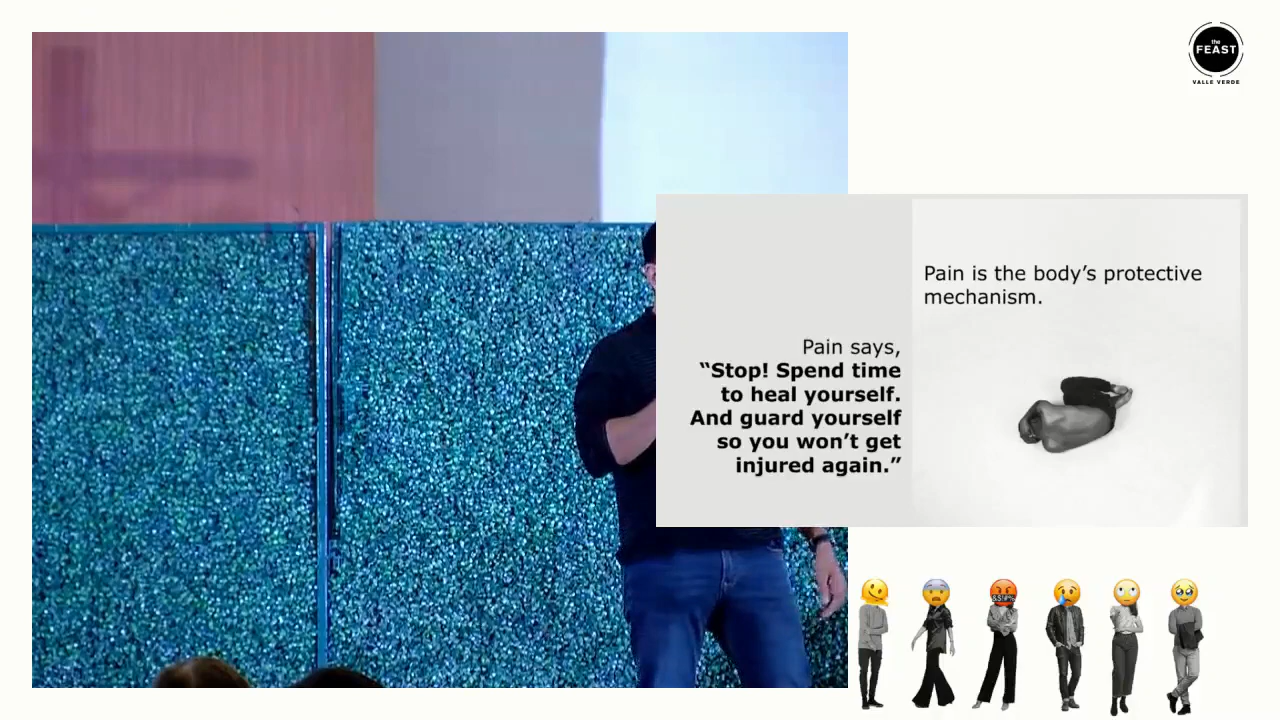 the
FEAST
VALLE VERDE
Pain is the body’s protective
mechanism.
Pain says,
“Stop! Spend time
to heal yourself.
And guard yourself
so you won’t get
injured again.”
&$!#%